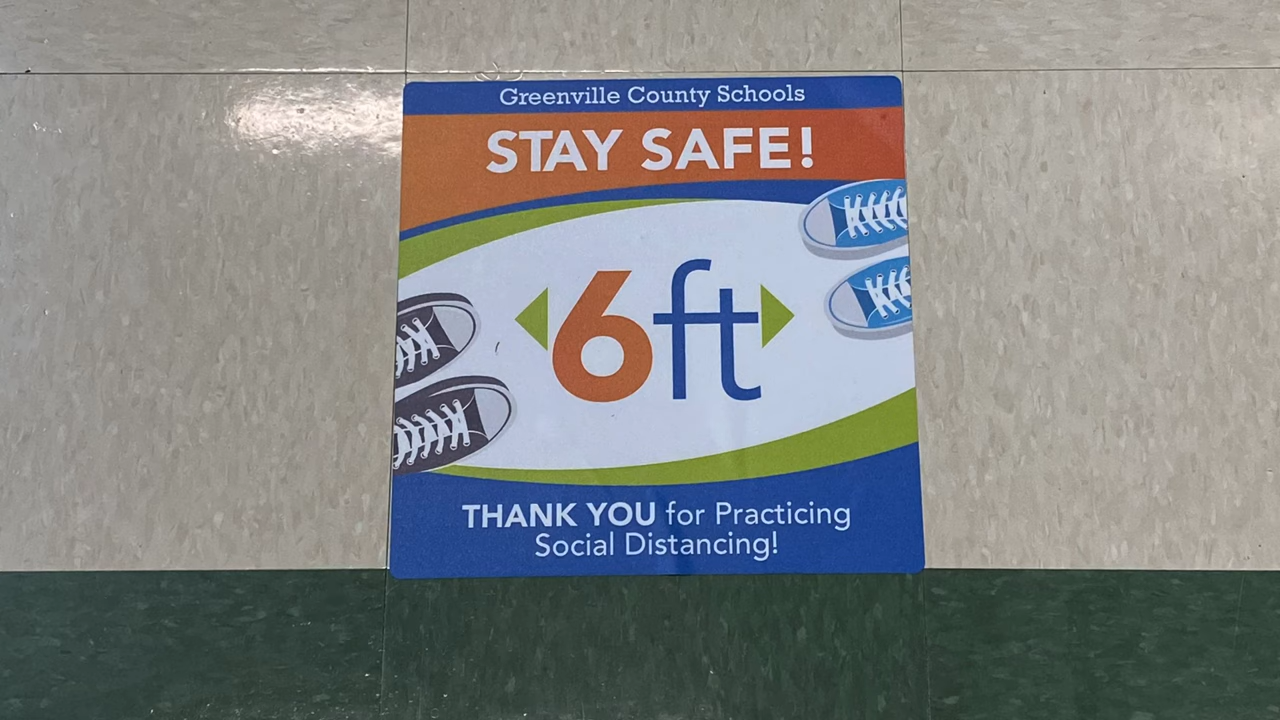 Greenville County Schools
STAY SAFE!
6ft
THANK YOU for Practicing
Social Distancing!